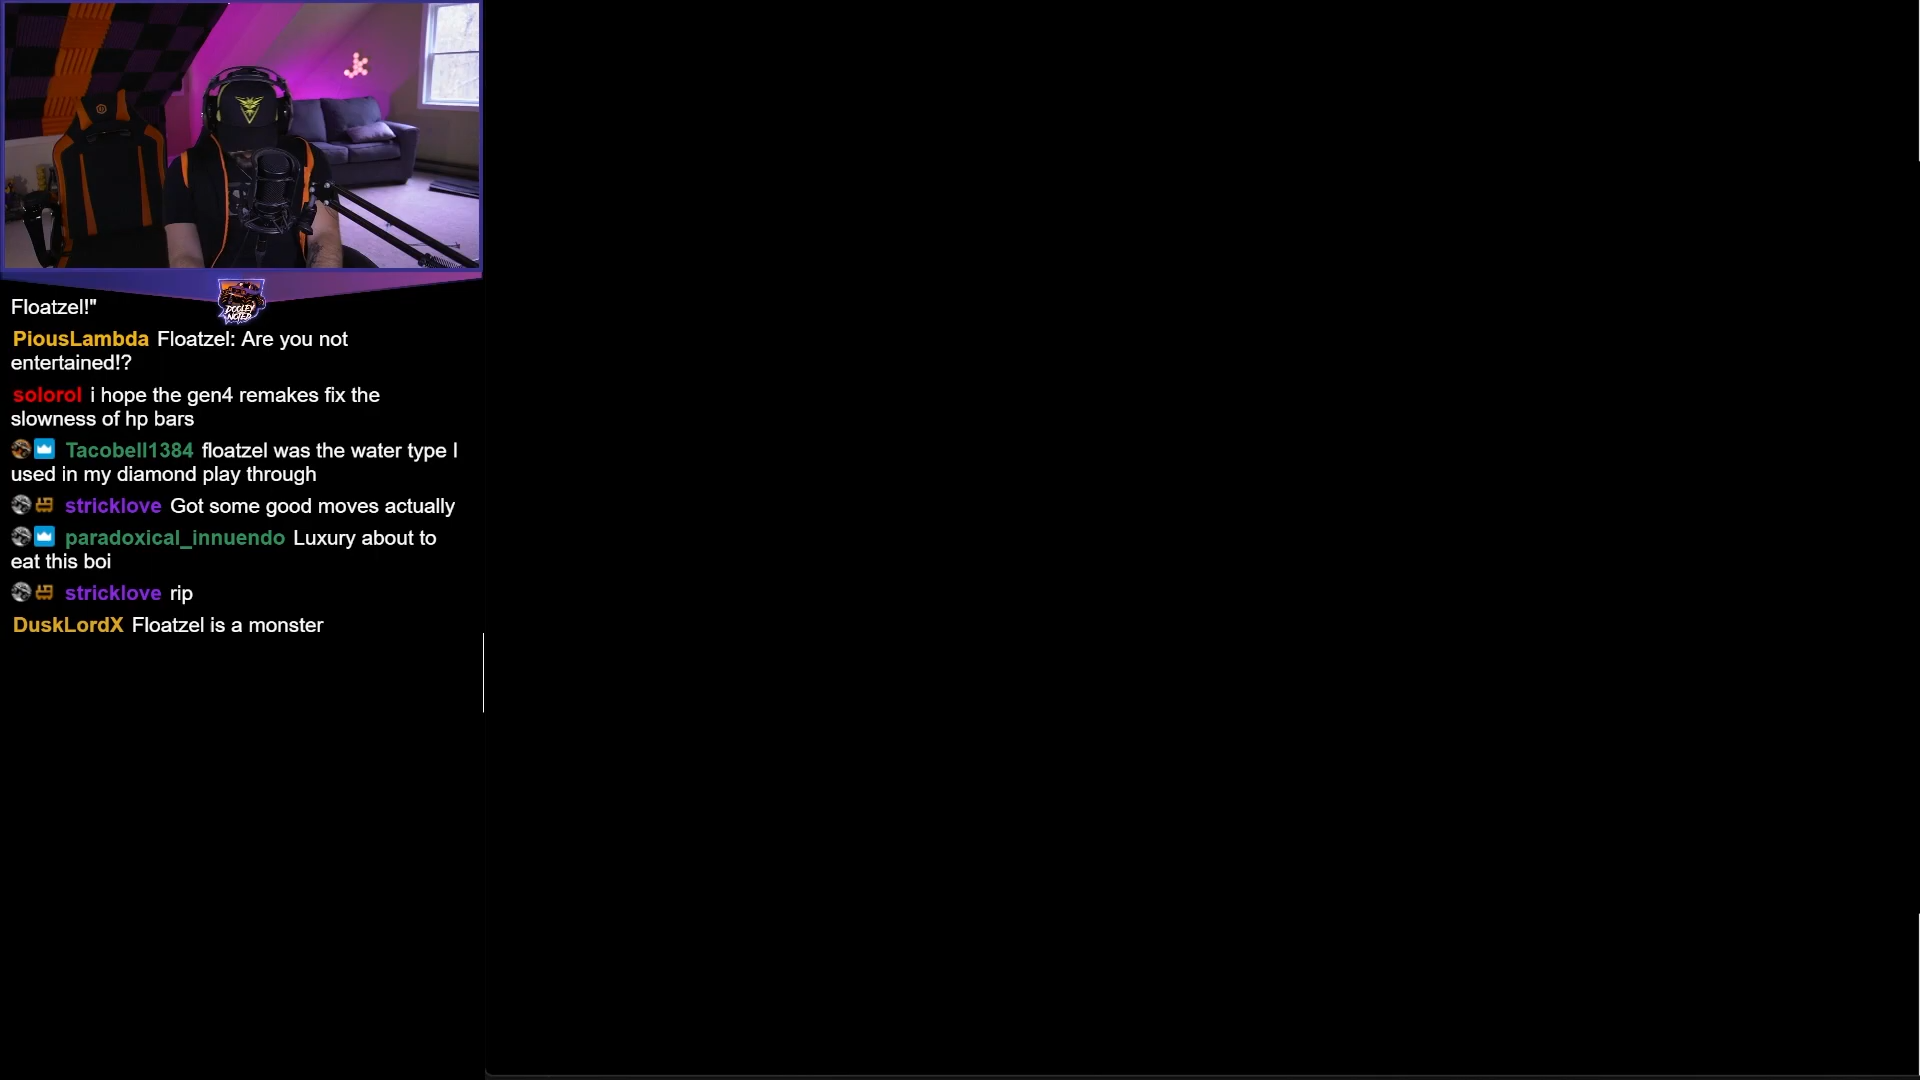 DOOLEY
NOTED
Floatzel!"
PiousLambda Floatzel: Are you not
entertained!?
solorol i hope the gen4 remakes fix the
slowness of hp bars
Tacobell1384 floatzel was the water type I
used in my diamond play through
stricklove Got some good moves actually
paradoxical_innuendo Luxury about to
eat this boi
stricklove rip
DuskLordX Floatzel is a monster